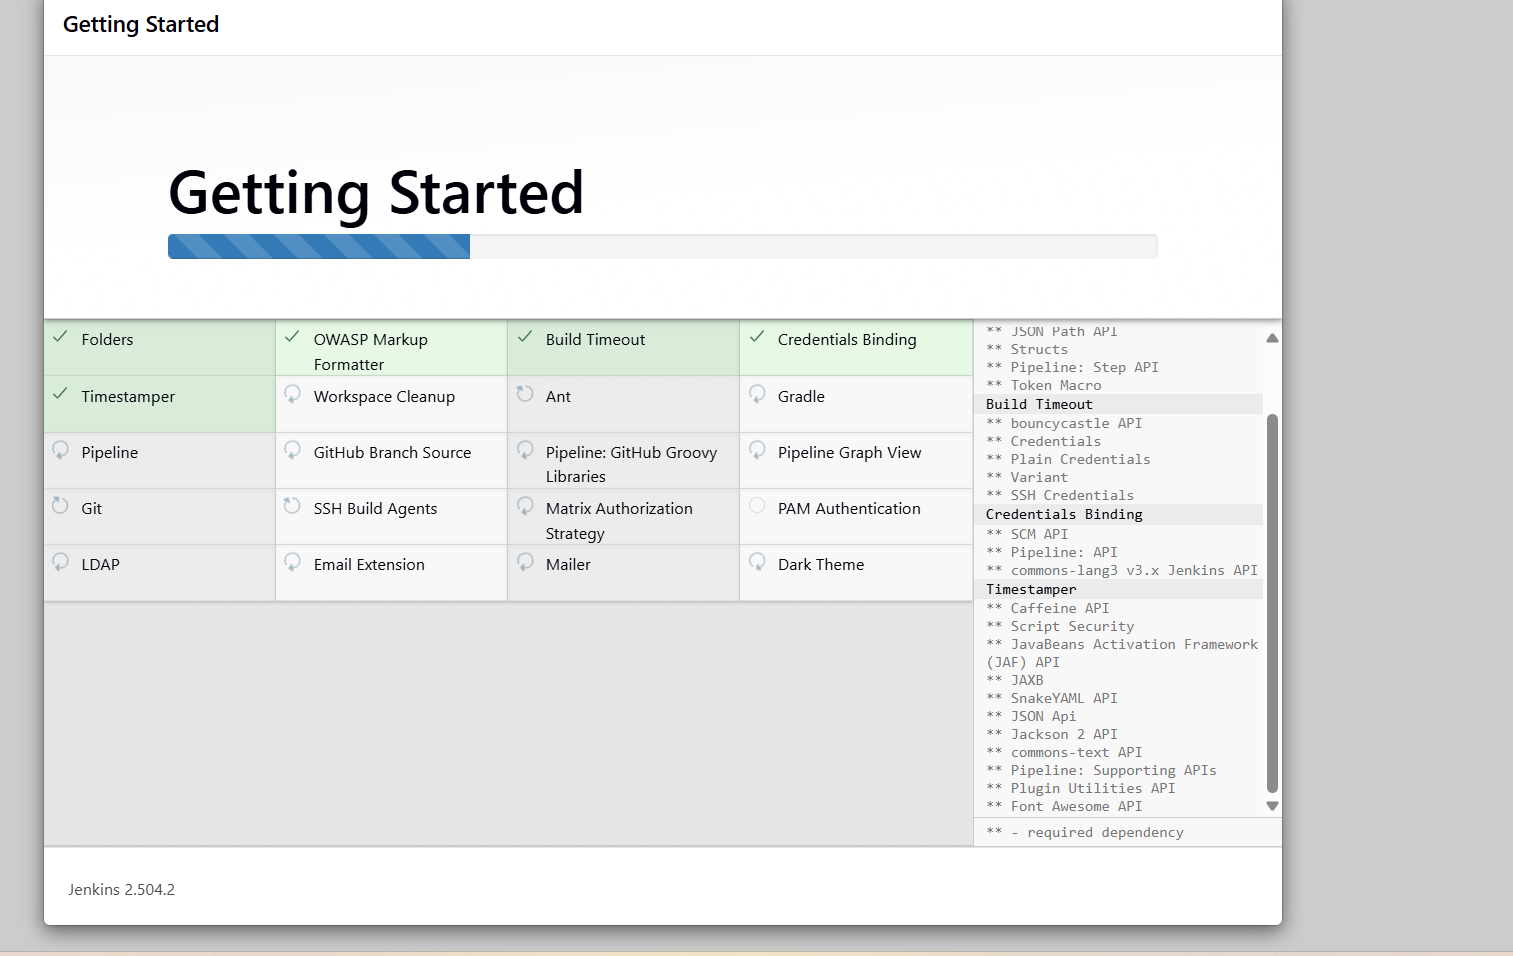 Getting Started
Getting Started
Folders
OWASP Markup
Formatter
Build Timeout
Credentials Binding
Timestamper
Workspace Cleanup
Ant
Gradle
Pipeline
GitHub Branch Source
Pipeline: GitHub Groovy
Libraries
Pipeline Graph View
Git
SSH Build Agents
Matrix Authorization
Strategy
PAM Authentication
LDAP
Email Extension
Mailer
Dark Theme
** JSON Path API
** Structs
** Pipeline: Step API
** Token Macro
Build Timeout
** bouncycastle API
** Credentials
** Plain Credentials
** Variant
** SSH Credentials
Credentials Binding
** SCM API
** Pipeline: API
** commons-lang3 v3.x Jenkins API
Timestamper
** Caffeine API
** Script Security
** JavaBeans Activation Framework
(JAF) API
** JAXB
** SnakeYAML API
** JSON Api
** Jackson 2 API
** commons-text API
** Pipeline: Supporting APIs
** Plugin Utilities API
** Font Awesome API
** - required dependency
Jenkins 2.504.2